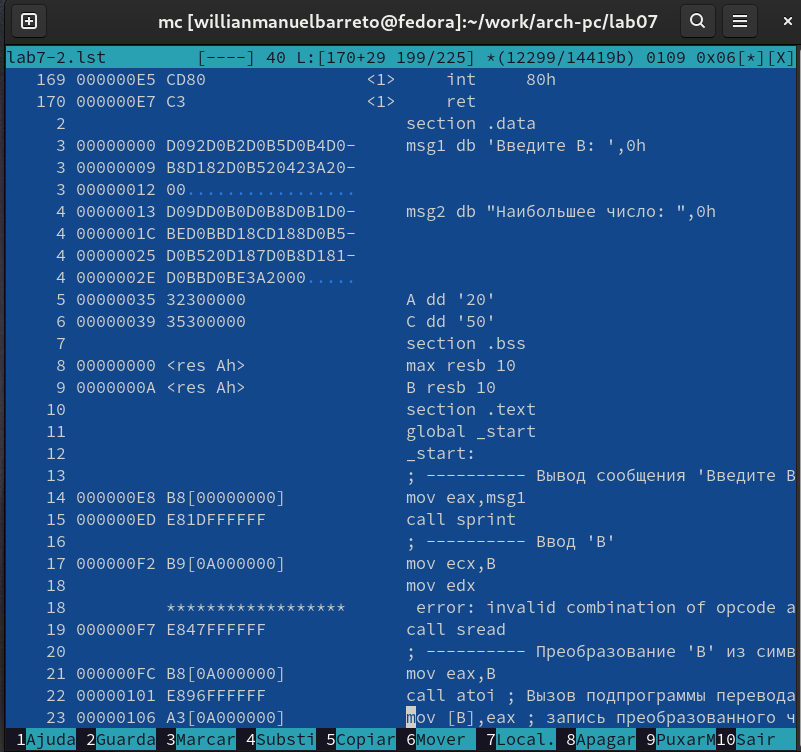 mc [willianmanuelbarreto@fedora]:~/work/arch-pc/lab07
lab7-2.lst [----] 40 L:[170+29 199/225] *(12299/14419b) 0109 0x06[*][X]
169 000000E5 CD80 <1> int 80h
170 000000E7 C3 <1> ret
2 section .data
3 00000000 D092D0B2D0B5D0B4D0- msg1 db 'Введите B: ',0h
3 00000009 B8D182D0B520423A20-
3 00000012 00.................
4 00000013 D09DD0B0D0B8D0B1D0- msg2 db "Наибольшее число: ",0h
4 0000001C BED0BBD18CD188D0B5-
4 00000025 D0B520D187D0B8D181-
4 0000002E D0BBD0BE3A2000.....
5 00000035 32300000 A dd '20'
6 00000039 35300000 C dd '50'
7 section .bss
8 00000000 <res Ah> max resb 10
9 0000000A <res Ah> B resb 10
10 section .text
11 global _start
12 _start:
13 ; ---------- Вывод сообщения 'Введите B
14 000000E8 B8[00000000] mov eax,msg1
15 000000ED E81DFFFFFF call sprint
16 ; ---------- Ввод 'B'
17 000000F2 B9[0A000000] mov ecx,B
18 mov edx
18 ****************** error: invalid combination of opcode a
19 000000F7 E847FFFFFF call sread
20 ; ---------- Преобразование 'B' из симв
21 000000FC B8[0A000000] mov eax,B
22 00000101 E896FFFFFF call atoi ; Вызов подпрограммы перевода
23 00000106 A3[0A000000] mov [B],eax ; запись преобразованного ч
1Ajuda 2Guarda 3Marcar 4Substi 5Copiar 6Mover 7Local. 8Apagar 9PuxarM 10Sair